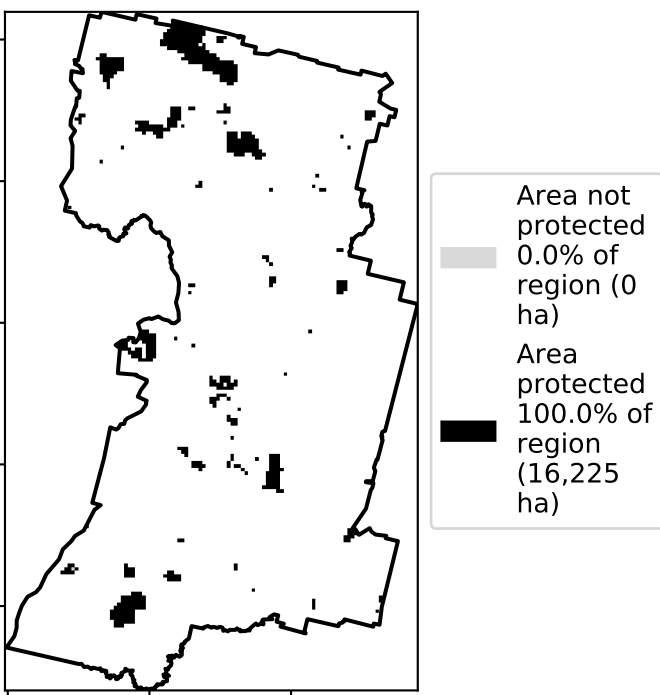 Area not
protected
0.0% of
region (0
ha)
Area
protected
100.0% of
region
(16,225
ha)